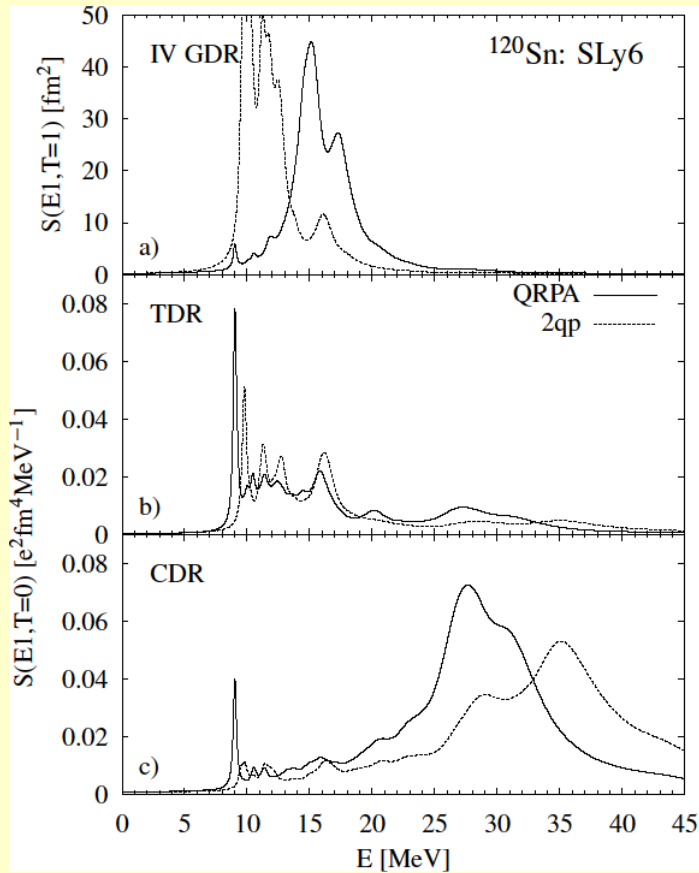 IV GDR
¹²⁰Sn: SLy6
S(E1,T=1) [fm²]
50
40
30
20
10
0
a)
TDR
QRPA
2qp
0.08
0.06
0.04
0.02
0
b)
S(E1,T=0) [e²fm⁴MeV⁻¹]
CDR
0.08
0.06
0.04
0.02
0
c)
0 5 10 15 20 25 30 35 40 45
E [MeV]